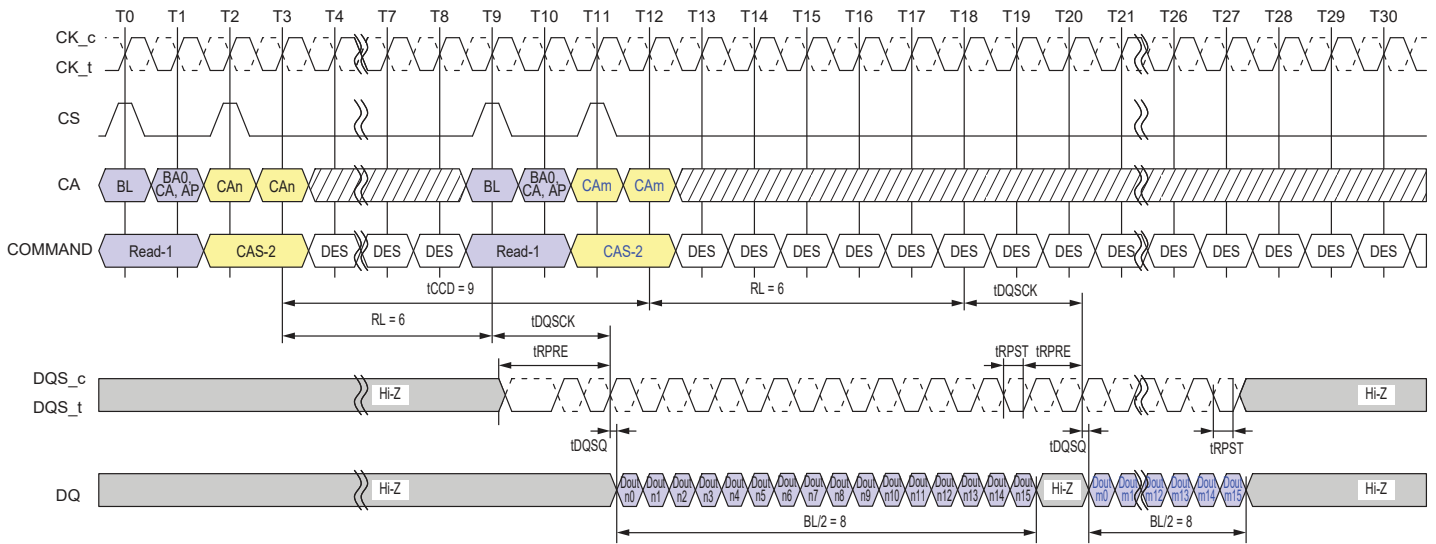 T0 T1 T2 T3 T4 T7 T8 T9 T10 T11 T12 T13 T14 T15 T16 T17 T18 T19 T20 T21 T26 T27 T28 T29 T30
CK_c
CK_t
CS
CA BL BA0, CA, AP CAn CAn BL BA0, CA, AP CAm CAm
COMMAND Read-1 CAS-2 DES DES DES Read-1 CAS-2 DES DES DES DES DES DES DES DES DES DES DES DES DES DES
tCCD = 9 RL = 6 tDQSCK
RL = 6 tDQSCK
tRPRE tRPST tRPRE
DQS_c
DQS_t
Hi-Z Hi-Z
tDQSQ tDQSQ tRPST
DQ Hi-Z Dout n0 Dout n1 Dout n2 Dout n3 Dout n4 Dout n5 Dout n6 Dout n7 Dout n8 Dout n9 Dout n10 Dout n11 Dout n12 Dout n13 Dout n14 Dout n15 Hi-Z Dout m0 Dout m1 Dout m12 Dout m13 Dout m14 Dout m15 Hi-Z
BL/2 = 8 BL/2 = 8